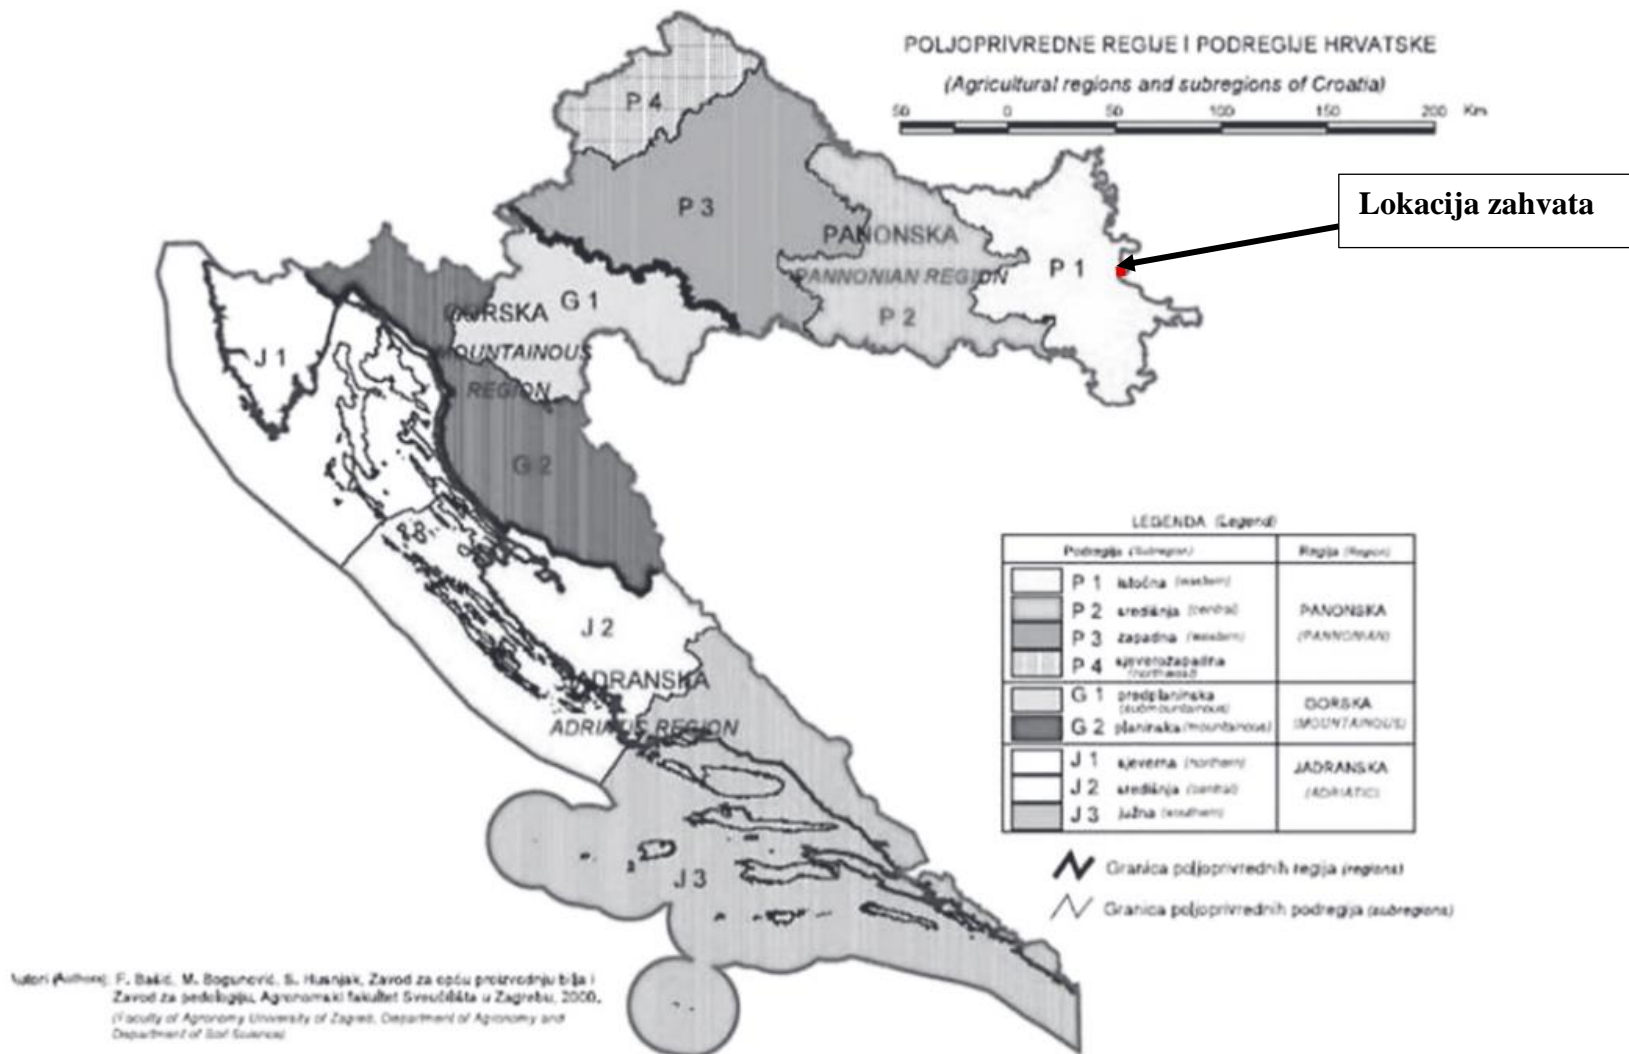 POLJOPRIVREDNE REGIJE I PODREGIJE HRVATSKE
(Agricultural regions and subregions of Croatia)
50 0 50 100 150 200 Km
Lokacija zahvata
P 4
P 3
PANONSKA
PANNONIAN REGION
P 1
P 2
G 1
GORSKA
MOUNTAINOUS
REGION
J 1
G 2
J 2
JADRANSKA
ADRIATIC REGION
J 3
LEGENDA (Legend)
Podregija (Subregion) Regija (Region)
P 1 istočna (eastern)
P 2 središnja (central)
P 3 zapadna (western)
P 4 sjeverozapadna
(northwest)
PANONSKA
(PANNONIAN)
G 1 predplaninska
(submountainous)
G 2 planinska (mountainous)
GORSKA
(MOUNTAINOUS)
J 1 sjeverna (northern)
J 2 središnja (central)
J 3 južna (southern)
JADRANSKA
(ADRIATIC)
Granica poljoprivrednih regija (regions)
Granica poljoprivrednih podregija (subregions)
F. Bašić, M. Bogunović, S. Husnjak, Zavod za opću proizvodnju bilja i
Zavod za pedologiju, Agronomski fakultet Sveučilišta u Zagrebu, 2000.
(Faculty of Agronomy University of Zagreb, Department of Agronomy and
Department of Soil Science)